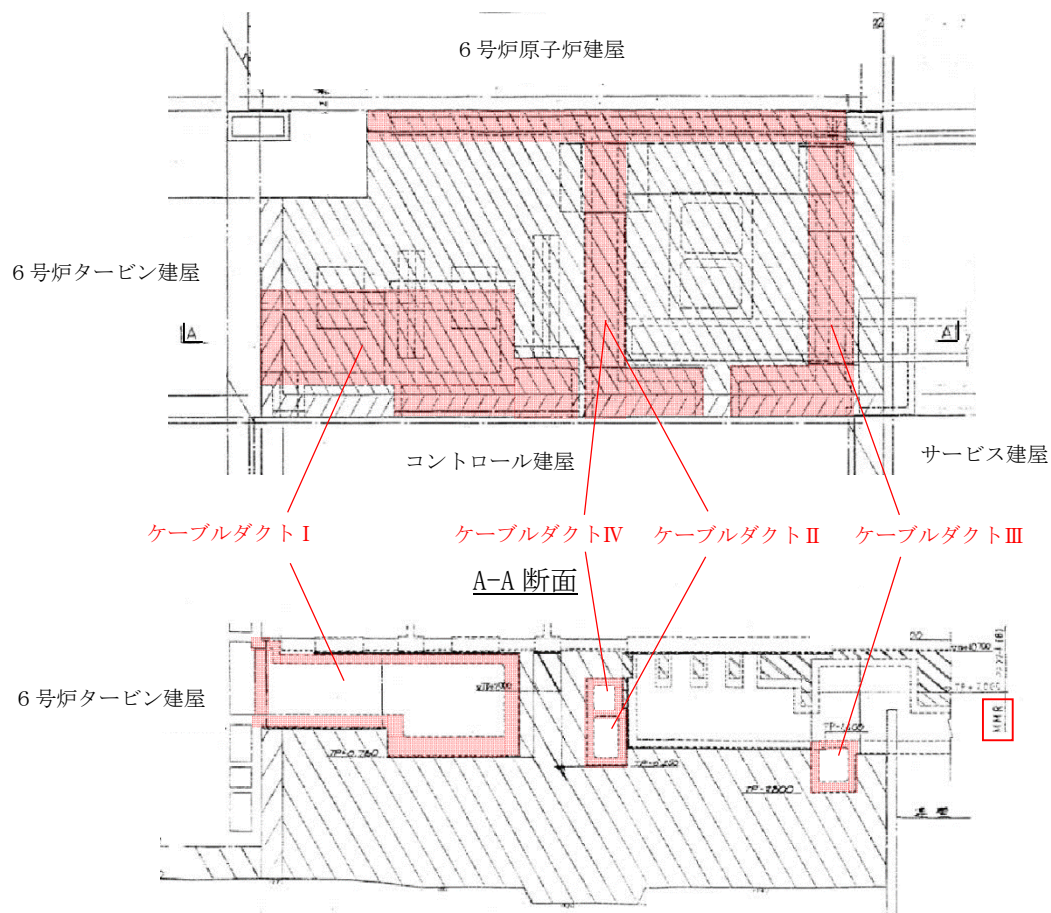 22
6号炉原子炉建屋
6号炉タービン建屋
A
A
コントロール建屋
サービス建屋
ケーブルダクトⅠ
ケーブルダクトⅣ
ケーブルダクトⅡ
ケーブルダクトⅢ
A-A 断面
6号炉タービン建屋
MMR